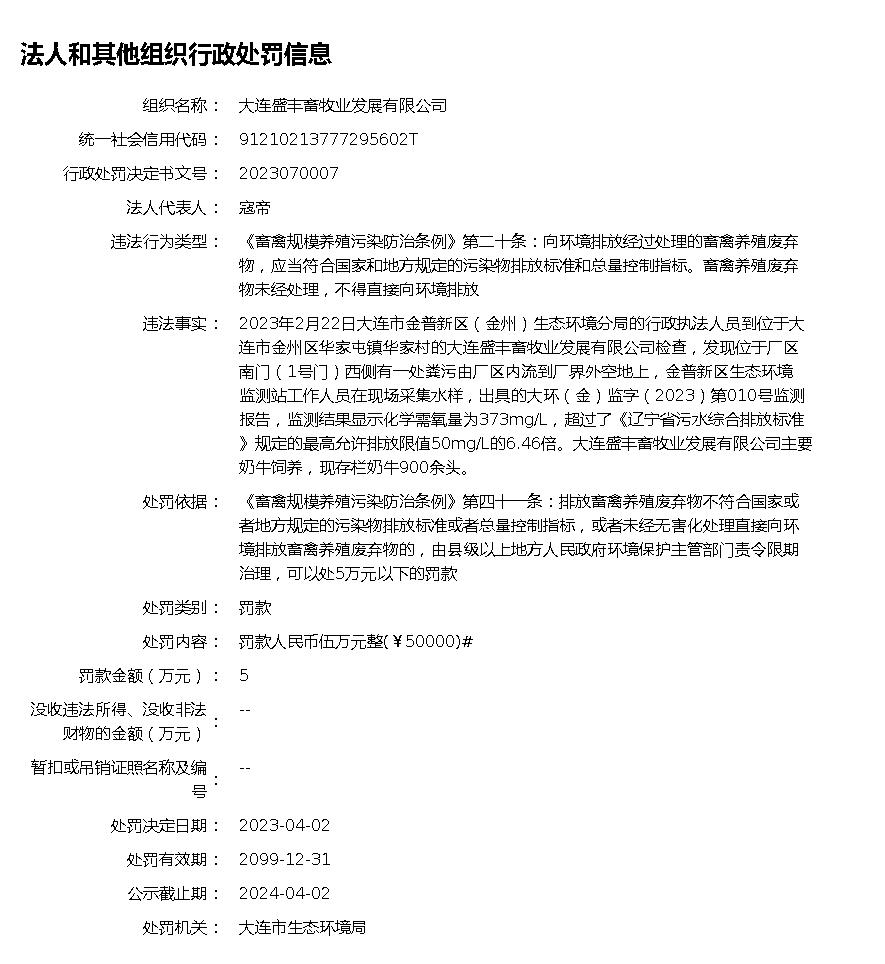 法人和其他组织行政处罚信息
组织名称： 大连盛丰畜牧业发展有限公司
统一社会信用代码： 91210213777295602T
行政处罚决定书文号： 2023070007
法人代表人： 寇帝
违法行为类型： 《畜禽规模养殖污染防治条例》第二十条：向环境排放经过处理的畜禽养殖废弃
物，应当符合国家和地方规定的污染物排放标准和总量控制指标。畜禽养殖废弃
物未经处理，不得直接向环境排放
违法事实： 2023年2月22日大连市金普新区（金州）生态环境分局的行政执法人员到位于大
连市金州区华家屯镇华家村的大连盛丰畜牧业发展有限公司检查，发现位于厂区
南门（1号门）西侧有一处粪污由厂区内流到厂界外空地上，金普新区生态环境
监测站工作人员在现场采集水样，出具的大环（金）监字（2023）第010号监测
报告，监测结果显示化学需氧量为373mg/L，超过了《辽宁省污水综合排放标准
》规定的最高允许排放限值50mg/L的6.46倍。大连盛丰畜牧业发展有限公司主要
奶牛饲养，现存栏奶牛900余头。
处罚依据： 《畜禽规模养殖污染防治条例》第四十一条：排放畜禽养殖废弃物不符合国家或
者地方规定的污染物排放标准或者总量控制指标，或者未经无害化处理直接向环
境排放畜禽养殖废弃物的，由县级以上地方人民政府环境保护主管部门责令限期
治理，可以处5万元以下的罚款
处罚类别： 罚款
处罚内容： 罚款人民币伍万元整(￥50000)#
罚款金额（万元）： 5
没收违法所得、没收非法
财物的金额（万元）： --
暂扣或吊销证照名称及编
号： --
处罚决定日期： 2023-04-02
处罚有效期： 2099-12-31
公示截止期： 2024-04-02
处罚机关： 大连市生态环境局